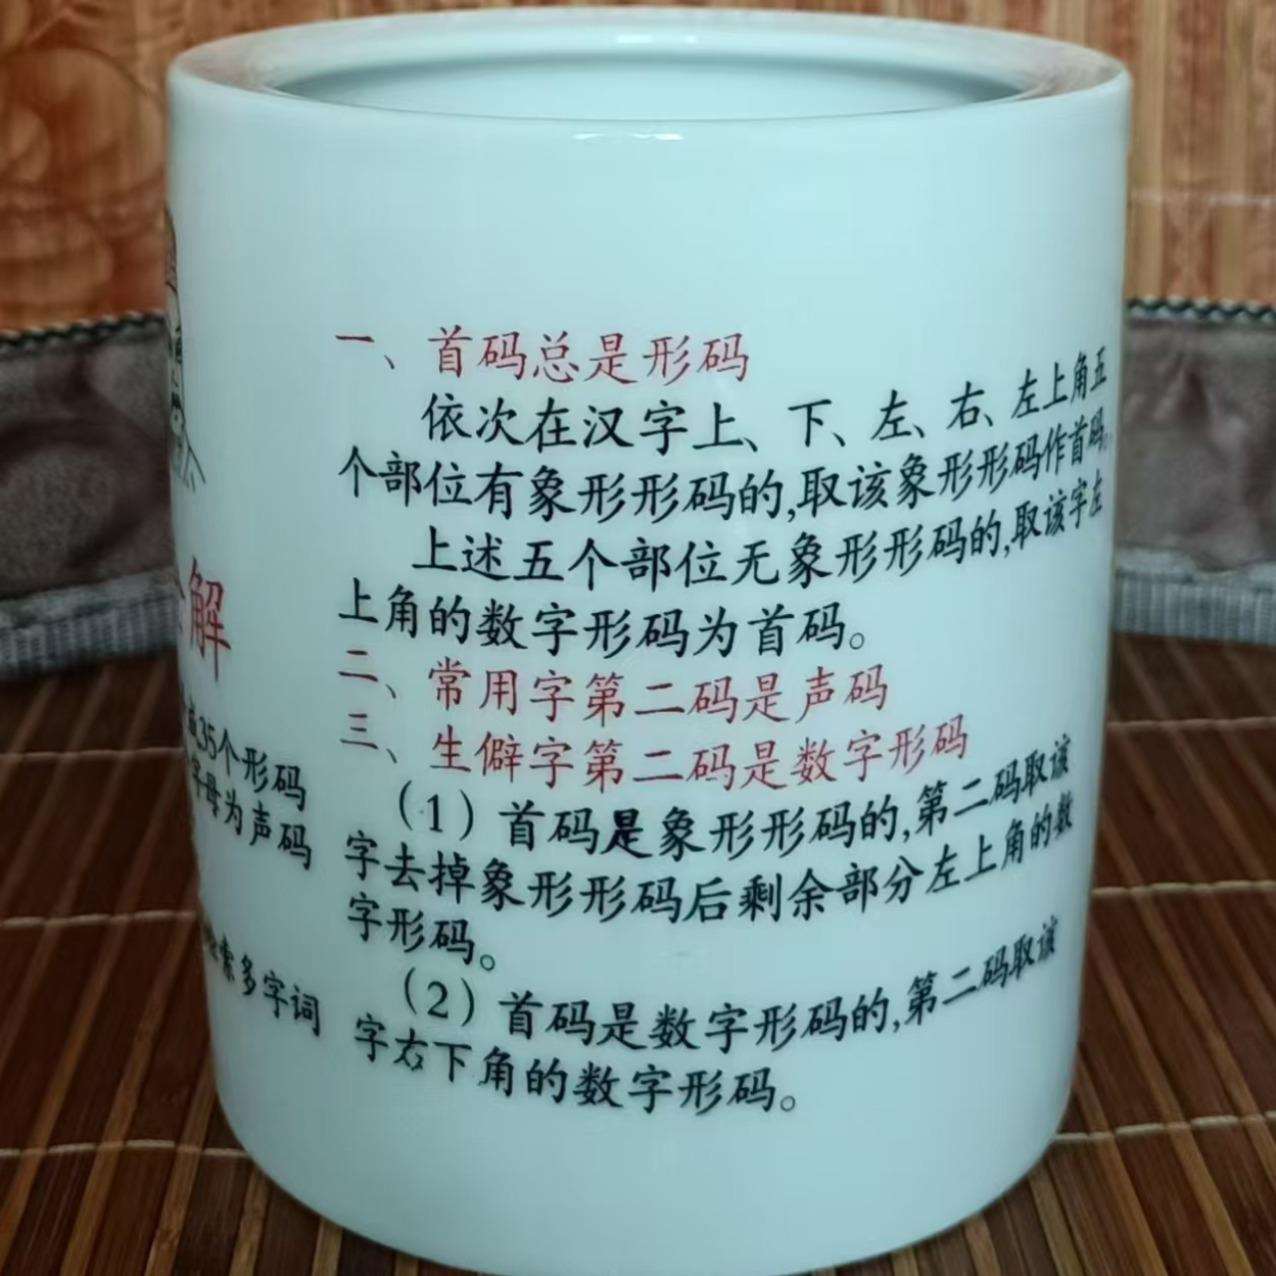 一、首码总是形码
依次在汉字上、下、左、右、左上角五
个部位有象形形码的,取该象形形码作首码。
上述五个部位无象形形码的,取该字左
上角的数字形码为首码。
二、常用字第二码是声码
三、生僻字第二码是数字形码
（1）首码是象形形码的,第二码取该
字去掉象形形码后剩余部分左上角的数
字形码。
（2）首码是数字形码的,第二码取该
字右下角的数字形码。
解
35个形码
字母为声码
索多字词